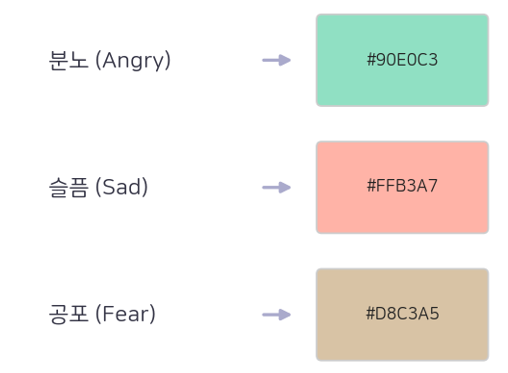 분노 (Angry)
#90E0C3
슬픔 (Sad)
#FFB3A7
공포 (Fear)
#D8C3A5